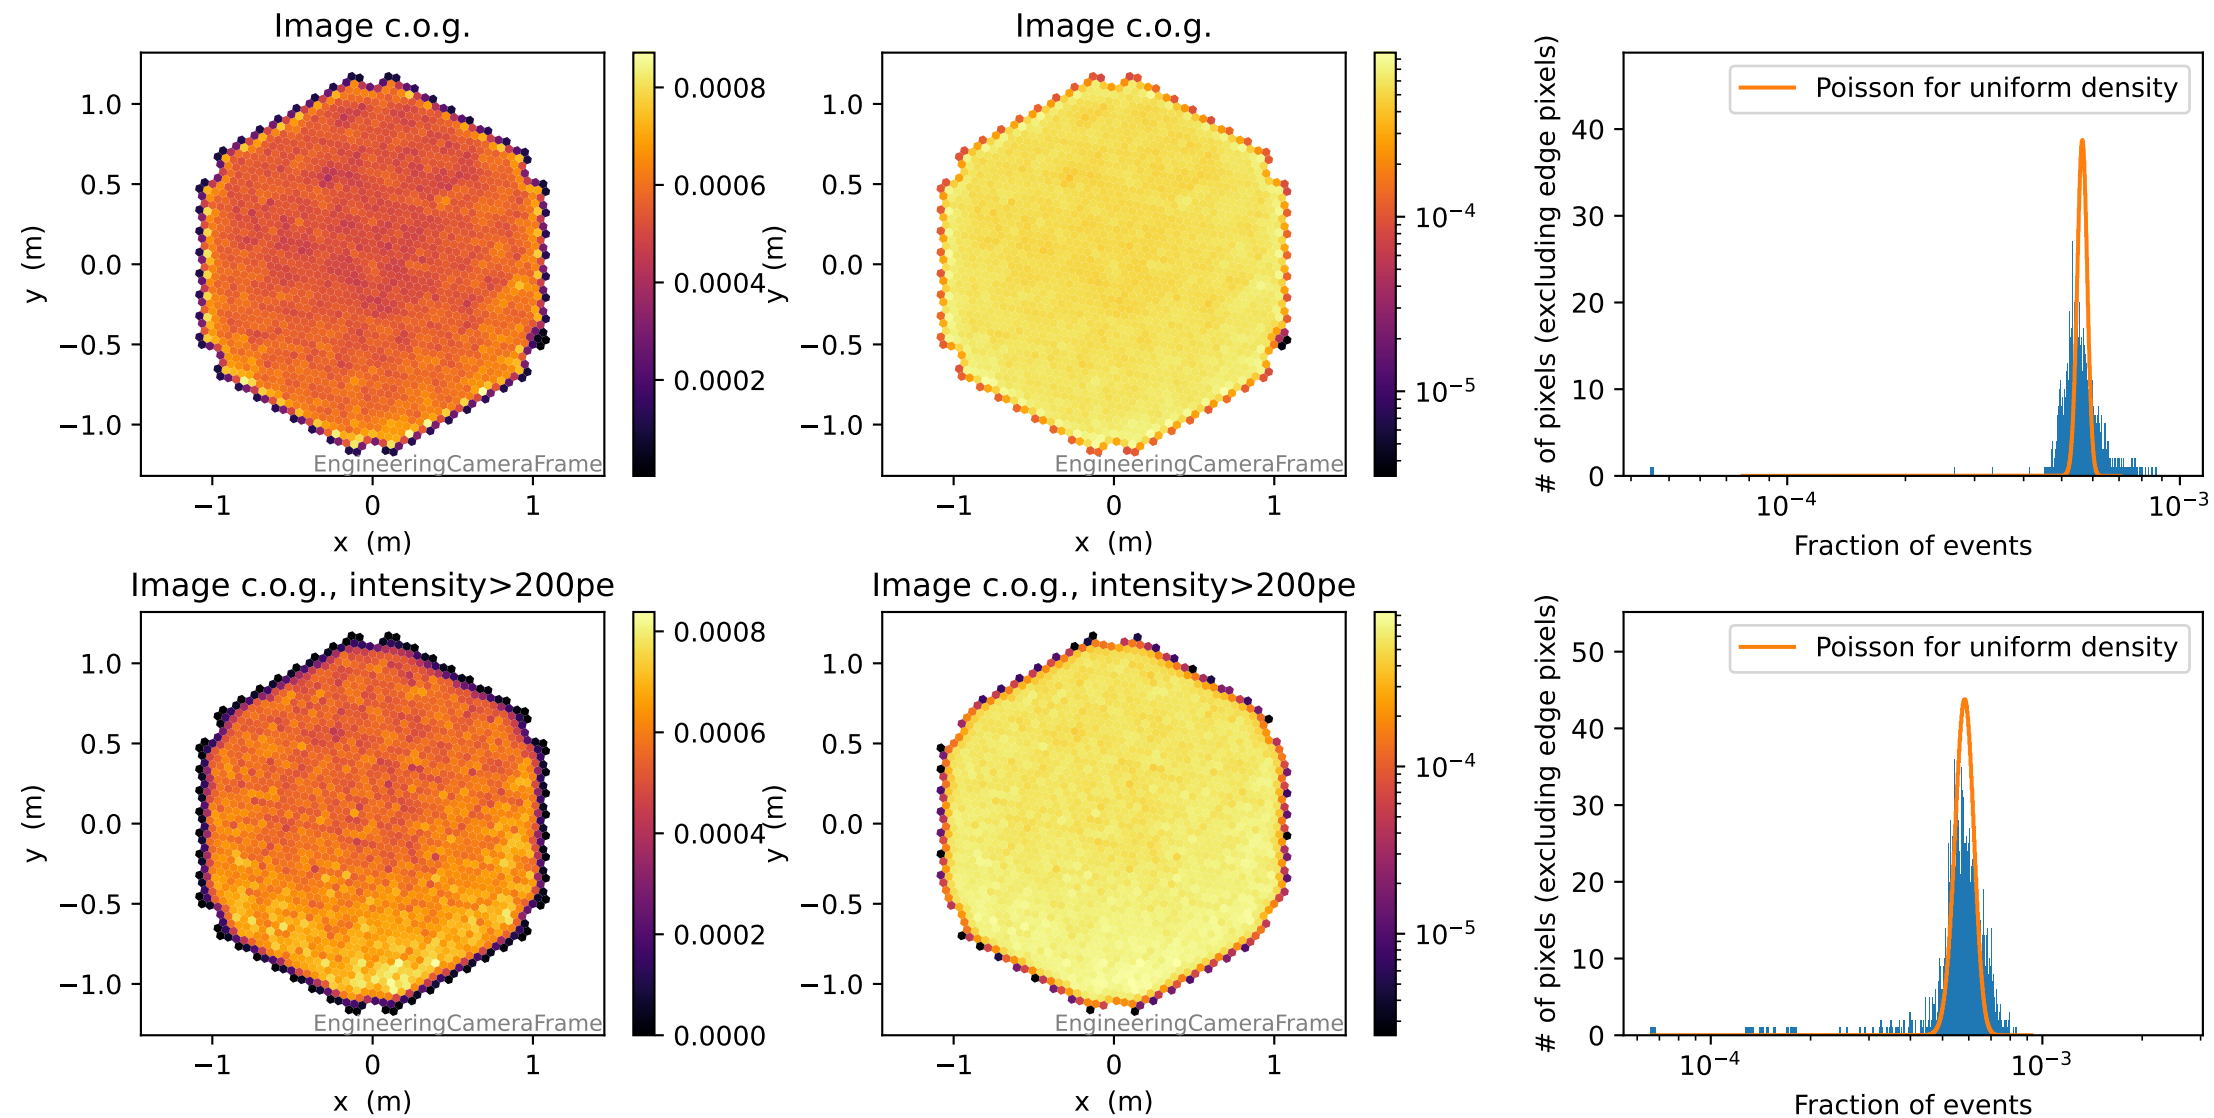 Image c.o.g.
1.0
0.5
0.0
−0.5
−1.0
y (m)
−1
0
1
x (m)
EngineeringCameraFrame
0.0008
0.0006
0.0004
0.0002
Image c.o.g.
1.0
0.5
0.0
−0.5
−1.0
y (m)
−1
0
1
x (m)
EngineeringCameraFrame
10⁻⁴
10⁻⁵
Poisson for uniform density
# of pixels (excluding edge pixels)
40
30
20
10
0
10⁻⁴
10⁻³
Fraction of events
Image c.o.g., intensity>200pe
1.0
0.5
0.0
−0.5
−1.0
y (m)
−1
0
1
x (m)
EngineeringCameraFrame
0.0008
0.0006
0.0004
0.0002
0.0000
Image c.o.g., intensity>200pe
1.0
0.5
0.0
−0.5
−1.0
y (m)
−1
0
1
x (m)
EngineeringCameraFrame
10⁻⁴
10⁻⁵
Poisson for uniform density
# of pixels (excluding edge pixels)
50
40
30
20
10
0
10⁻⁴
10⁻³
Fraction of events